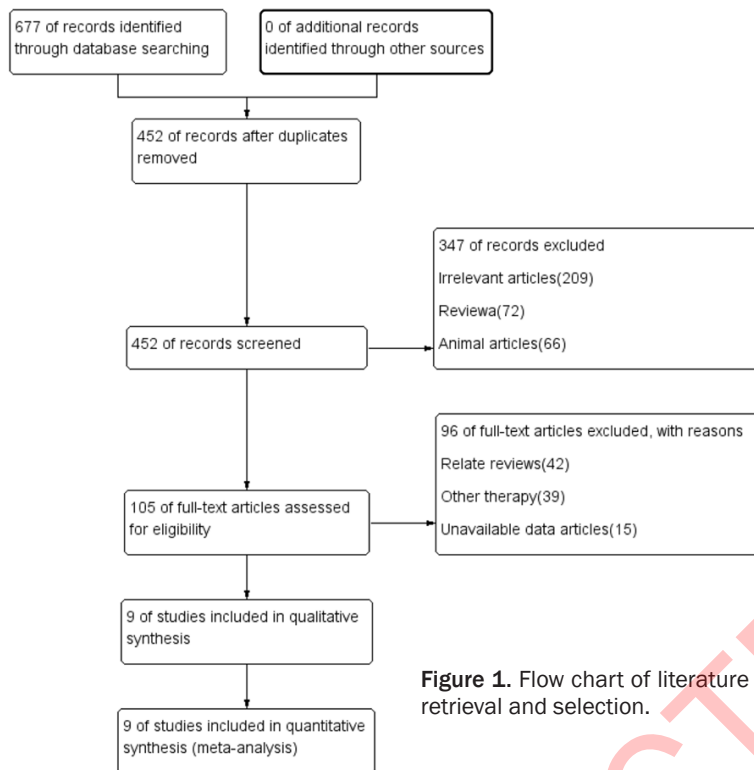 677 of records identified
through database searching
0 of additional records
identified through other sources
452 of records after duplicates
removed
347 of records excluded
Irrelevant articles(209)
Reviewa(72)
Animal articles(66)
452 of records screened
96 of full-text articles excluded, with reasons
Relate reviews(42)
Other therapy(39)
Unavailable data articles(15)
105 of full-text articles assessed
for eligibility
9 of studies included in qualitative
synthesis
9 of studies included in quantitative
synthesis (meta-analysis)
Figure 1. Flow chart of literature
retrieval and selection.